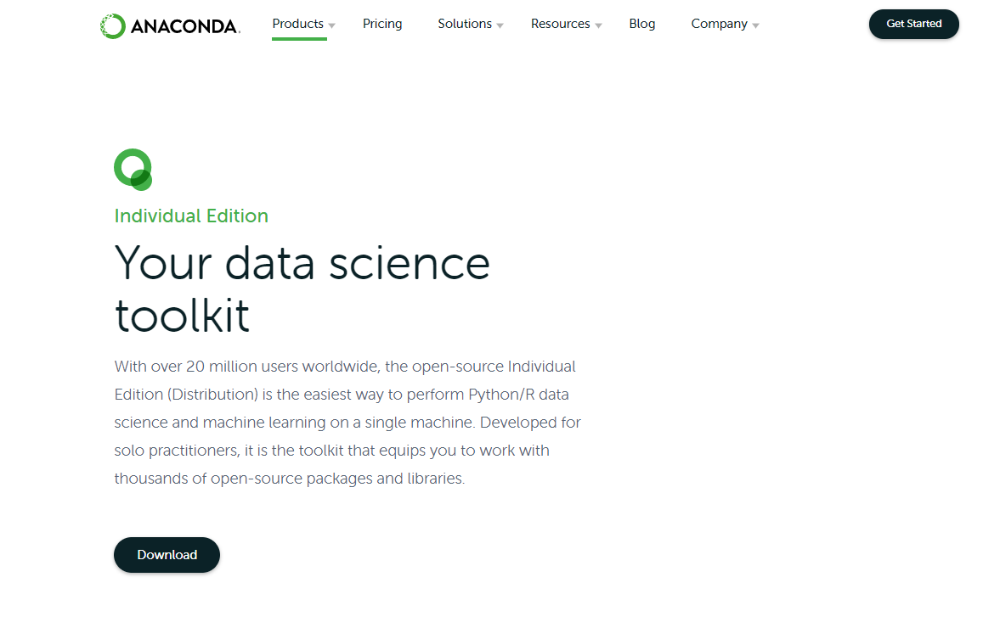 ANACONDA.
Products
Pricing
Solutions
Resources
Blog
Company
Get Started
Individual Edition
Your data science
toolkit
With over 20 million users worldwide, the open-source Individual
Edition (Distribution) is the easiest way to perform Python/R data
science and machine learning on a single machine. Developed for
solo practitioners, it is the toolkit that equips you to work with
thousands of open-source packages and libraries.
Download